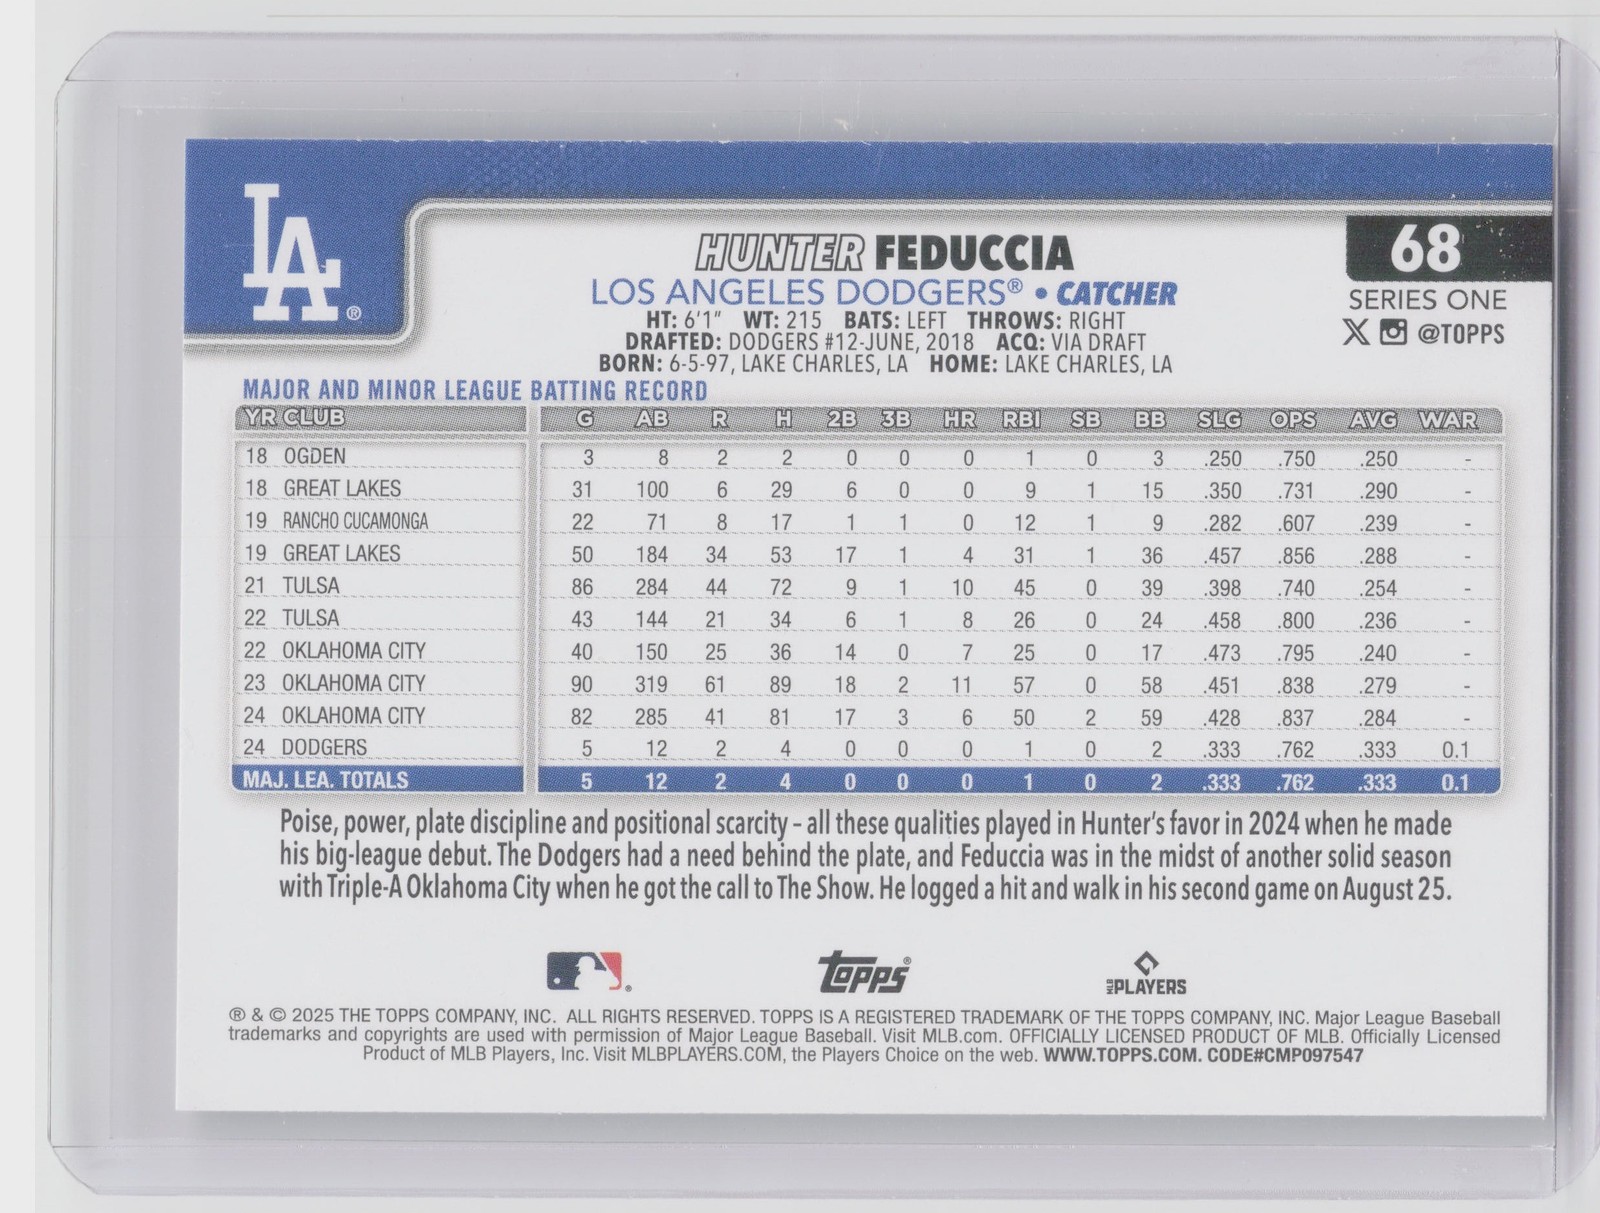 LA®
HUNTER FEDUCCIA
68
LOS ANGELES DODGERS® • CATCHER
SERIES ONE
HT: 6'1" WT: 215 BATS: LEFT THROWS: RIGHT
@TOPPS
DRAFTED: DODGERS #12-JUNE, 2018 ACQ: VIA DRAFT
BORN: 6-5-97, LAKE CHARLES, LA HOME: LAKE CHARLES, LA
MAJOR AND MINOR LEAGUE BATTING RECORD
YR CLUB G AB R H 2B 3B HR RBI SB BB SLG OPS AVG WAR
18 OGDEN 3 8 2 2 0 0 0 1 0 3 .250 .750 .250 -
18 GREAT LAKES 31 100 6 29 6 0 0 9 1 15 .350 .731 .290 -
19 RANCHO CUCAMONGA 22 71 8 17 1 1 0 12 1 9 .282 .607 .239 -
19 GREAT LAKES 50 184 34 53 17 1 4 31 1 36 .457 .856 .288 -
21 TULSA 86 284 44 72 9 1 10 45 0 39 .398 .740 .254 -
22 TULSA 43 144 21 34 6 1 8 26 0 24 .458 .800 .236 -
22 OKLAHOMA CITY 40 150 25 36 14 0 7 25 0 17 .473 .795 .240 -
23 OKLAHOMA CITY 90 319 61 89 18 2 11 57 0 58 .451 .838 .279 -
24 OKLAHOMA CITY 82 285 41 81 17 3 6 50 2 59 .428 .837 .284 -
24 DODGERS 5 12 2 4 0 0 0 1 0 2 .333 .762 .333 0.1
MAJ. LEA. TOTALS 5 12 2 4 0 0 0 1 0 2 .333 .762 .333 0.1
Poise, power, plate discipline and positional scarcity – all these qualities played in Hunter's favor in 2024 when he made
his big-league debut. The Dodgers had a need behind the plate, and Feduccia was in the midst of another solid season
with Triple-A Oklahoma City when he got the call to The Show. He logged a hit and walk in his second game on August 25.
Topps®
MLB PLAYERS
® & © 2025 THE TOPPS COMPANY, INC. ALL RIGHTS RESERVED. TOPPS IS A REGISTERED TRADEMARK OF THE TOPPS COMPANY, INC. Major League Baseball
trademarks and copyrights are used with permission of Major League Baseball. Visit MLB.com. OFFICIALLY LICENSED PRODUCT OF MLB. Officially Licensed
Product of MLB Players, Inc. Visit MLBPLAYERS.COM, the Players Choice on the web. WWW.TOPPS.COM. CODE#CMP097547